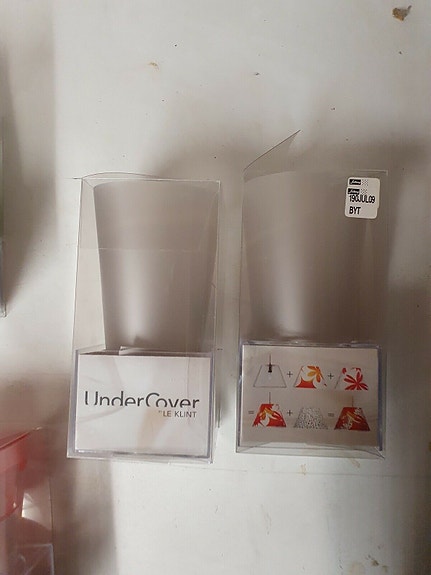 190JUL09
BYT
UnderCover
BY LE KLINT
+ +
= + =